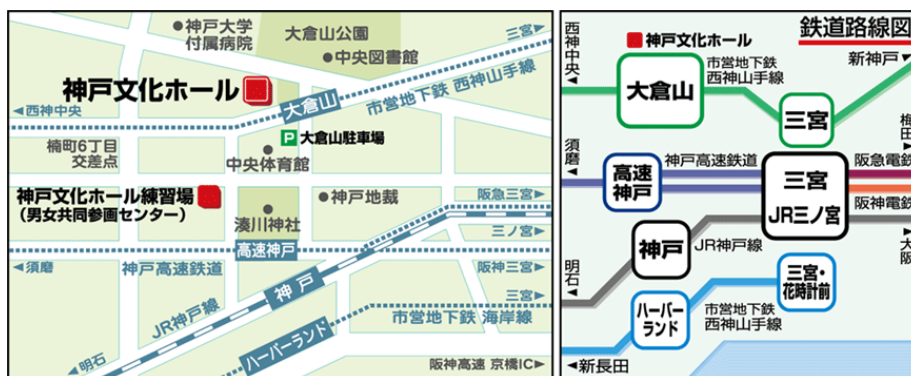 神戸大学
付属病院
大倉山公園
中央図書館
三宮▶
神戸文化ホール
大倉山
市営地下鉄 西神山手線
◀西神中央
P 大倉山駐車場
楠町6丁目
交差点
中央体育館
神戸文化ホール練習場
(男女共同参画センター)
神戸地裁
阪急三宮▶
湊川神社
三ノ宮▶
高速神戸
◀須磨
神戸高速鉄道
阪神三宮▶
神戸
JR神戸線
三宮▶
市営地下鉄 海岸線
ハーバーランド
◀明石
阪神高速 京橋IC▶
鉄道路線図
西神中央
神戸文化ホール
市営地下鉄
西神山手線
新神戸
大倉山
三宮
梅田
須磨
高速
神戸
神戸高速鉄道
三宮
JR三ノ宮
阪急電鉄
阪神電鉄
神戸
JR神戸線
大阪
明石
ハーバー
ランド
三宮・
花時計前
市営地下鉄
西神山手線
◀新長田